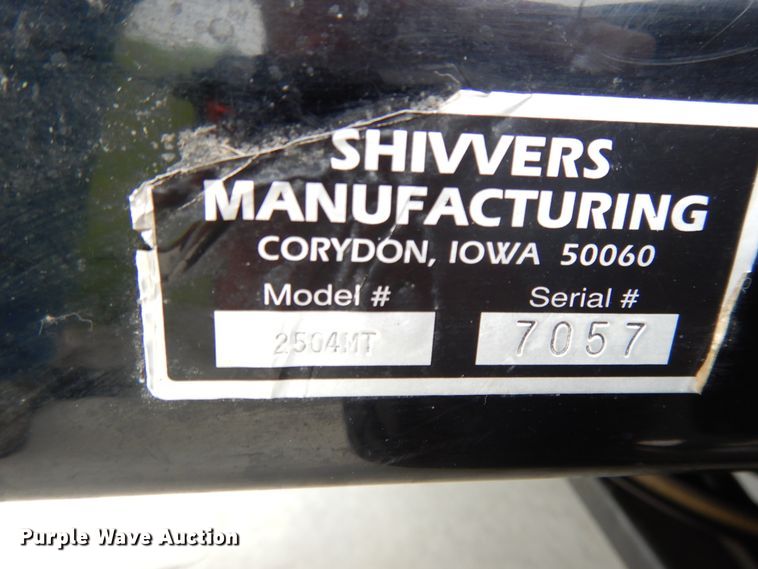 SHIVVERS
MANUFACTURING
CORYDON, IOWA 50060
Model # Serial #
2504MT 7057
Purple Wave Auction